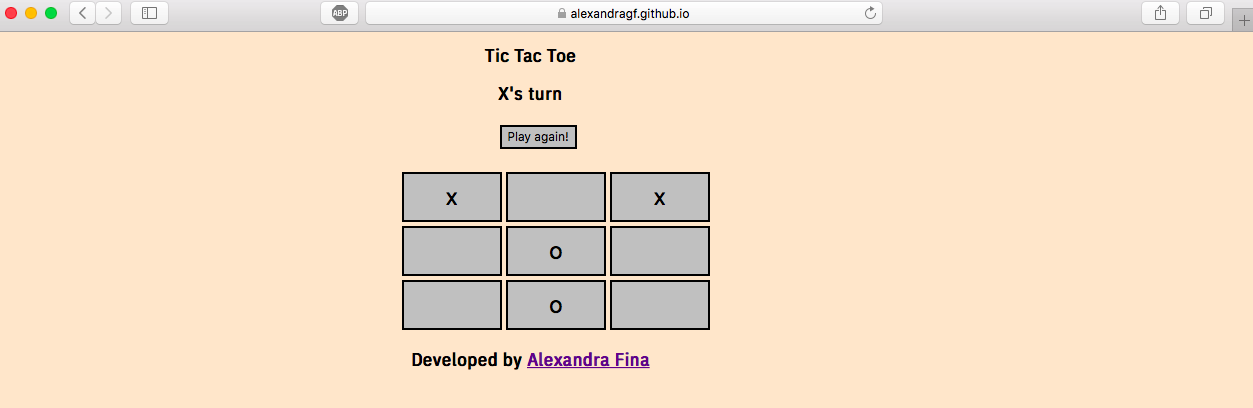 ABP alexandragf.github.io
Tic Tac Toe
X's turn
Play again!
X X
O
O
Developed by Alexandra Fina